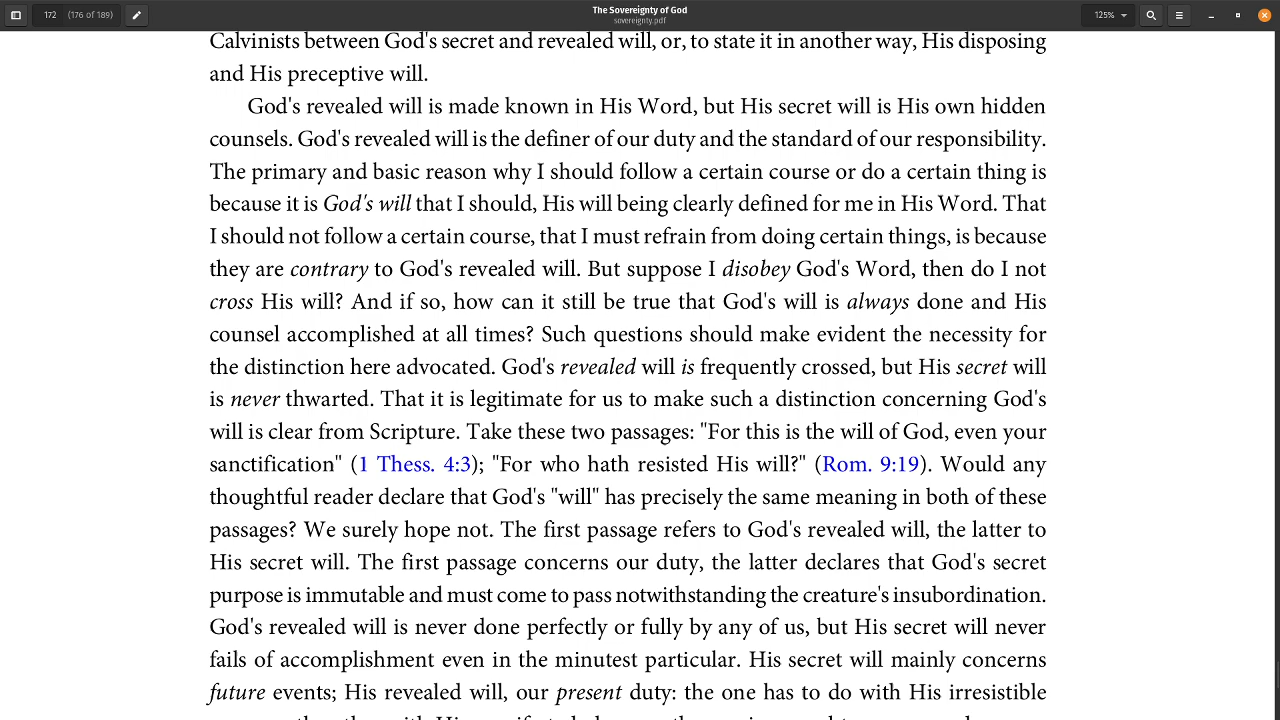 172 (176 of 189)
The Sovereignty of God
sovereignty.pdf
125%
Calvinists between God's secret and revealed will, or, to state it in another way, His disposing
and His preceptive will.
God's revealed will is made known in His Word, but His secret will is His own hidden
counsels. God's revealed will is the definer of our duty and the standard of our responsibility.
The primary and basic reason why I should follow a certain course or do a certain thing is
because it is God's will that I should, His will being clearly defined for me in His Word. That
I should not follow a certain course, that I must refrain from doing certain things, is because
they are contrary to God's revealed will. But suppose I disobey God's Word, then do I not
cross His will? And if so, how can it still be true that God's will is always done and His
counsel accomplished at all times? Such questions should make evident the necessity for
the distinction here advocated. God's revealed will is frequently crossed, but His secret will
is never thwarted. That it is legitimate for us to make such a distinction concerning God's
will is clear from Scripture. Take these two passages: "For this is the will of God, even your
sanctification" (1 Thess. 4:3); "For who hath resisted His will?" (Rom. 9:19). Would any
thoughtful reader declare that God's "will" has precisely the same meaning in both of these
passages? We surely hope not. The first passage refers to God's revealed will, the latter to
His secret will. The first passage concerns our duty, the latter declares that God's secret
purpose is immutable and must come to pass notwithstanding the creature's insubordination.
God's revealed will is never done perfectly or fully by any of us, but His secret will never
fails of accomplishment even in the minutest particular. His secret will mainly concerns
future events; His revealed will, our present duty: the one has to do with His irresistible